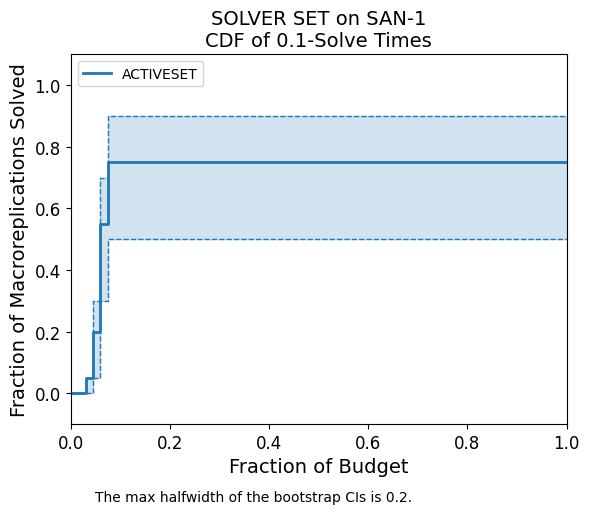 SOLVER SET on SAN-1
CDF of 0.1-Solve Times
ACTIVESET
Fraction of Macroreplications Solved
1.0
0.8
0.6
0.4
0.2
0.0
0.0 0.2 0.4 0.6 0.8 1.0
Fraction of Budget
The max halfwidth of the bootstrap CIs is 0.2.